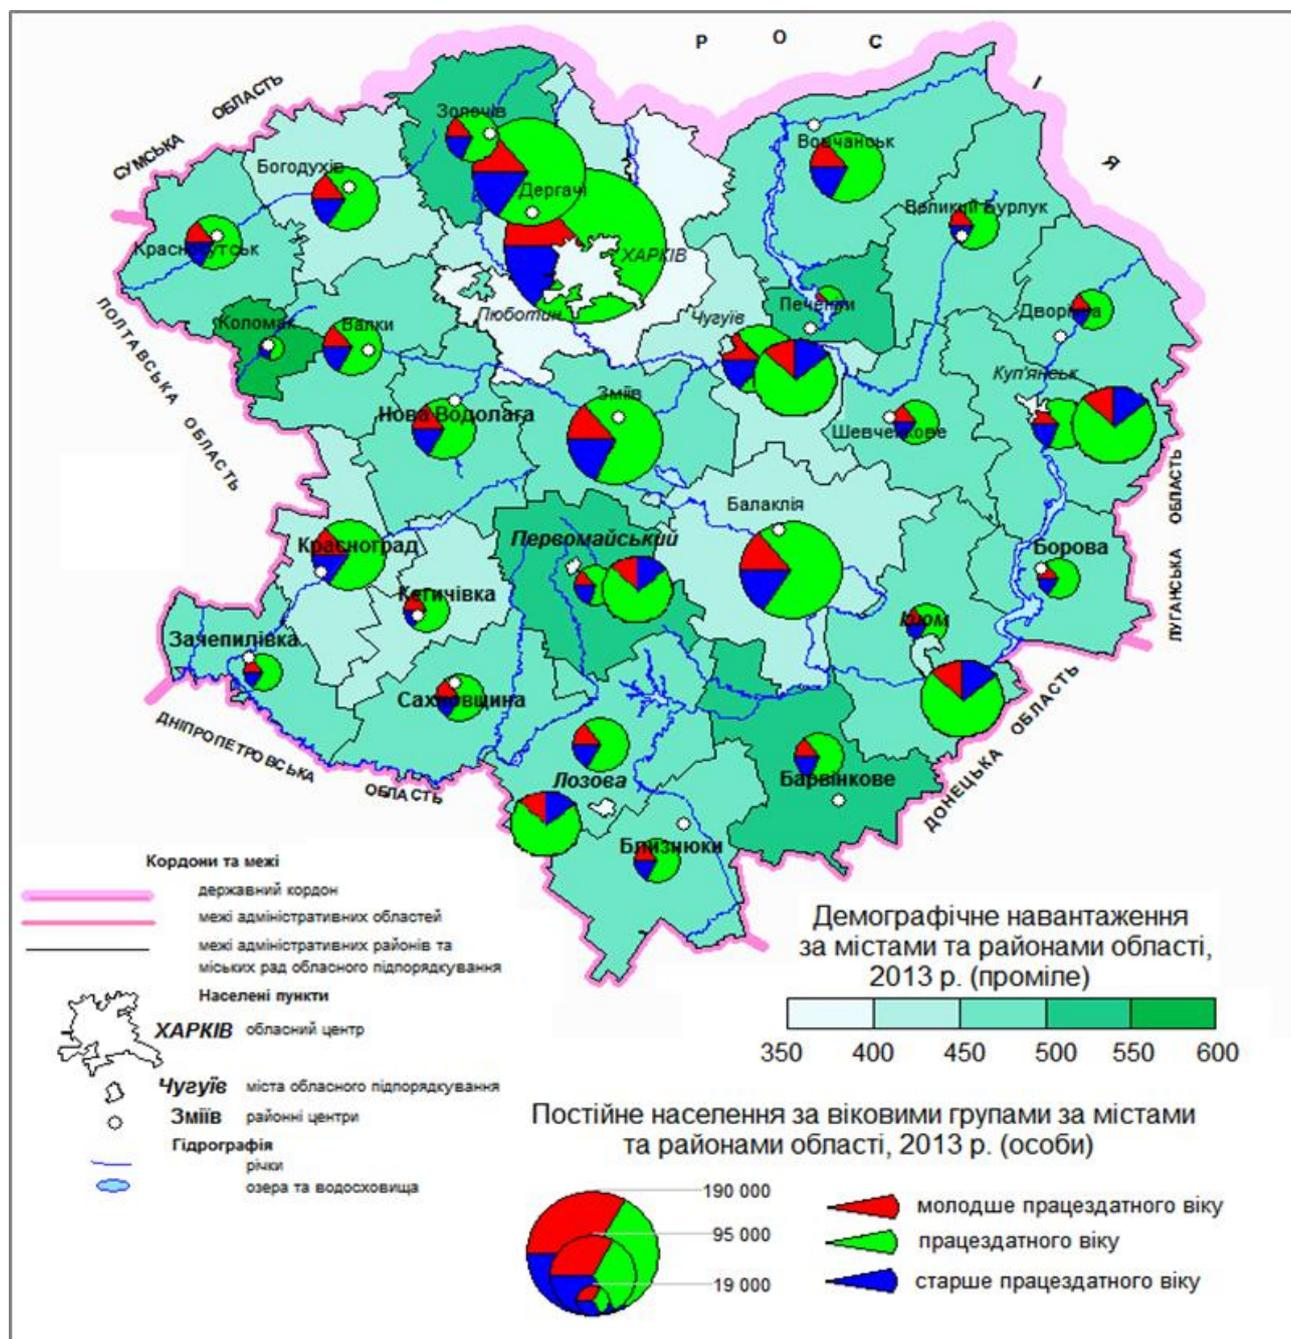 Р О С І Я
СУМСЬКА ОБЛАСТЬ
Золочів
Вовчанськ
Богодухів
Дергачі
Великий Бурлук
Краснокутськ
ХАРКІВ
ПОЛТАВСЬКА ОБЛАСТЬ
Печеніги
Дворічна
Люботин
Чугуїв
Коломак
Валки
Куп'янськ
Зміїв
Нова Водолага
Шевченкове
Балаклія
ЛУГАНСЬКА ОБЛАСТЬ
Первомайський
Красноград
Борова
Кегичівка
Ізюм
Зачепилівка
Сахновщина
ДНІПРОПЕТРОВСЬКА ОБЛАСТЬ
Лозова
Барвінкове
ДОНЕЦЬКА ОБЛАСТЬ
Близнюки
Кордони та межі
державний кордон
межі адміністративних областей
межі адміністративних районів та
міських рад обласного підпорядкування
Населені пункти
ХАРКІВ обласний центр
Чугуїв міста обласного підпорядкування
Зміїв районні центри
Гідрографія
річки
озера та водосховища
Демографічне навантаження
за містами та районами області,
2013 р. (проміле)
350 400 450 500 550 600
Постійне населення за віковими групами за містами
та районами області, 2013 р. (особи)
190 000
95 000
19 000
молодше працездатного віку
працездатного віку
старше працездатного віку